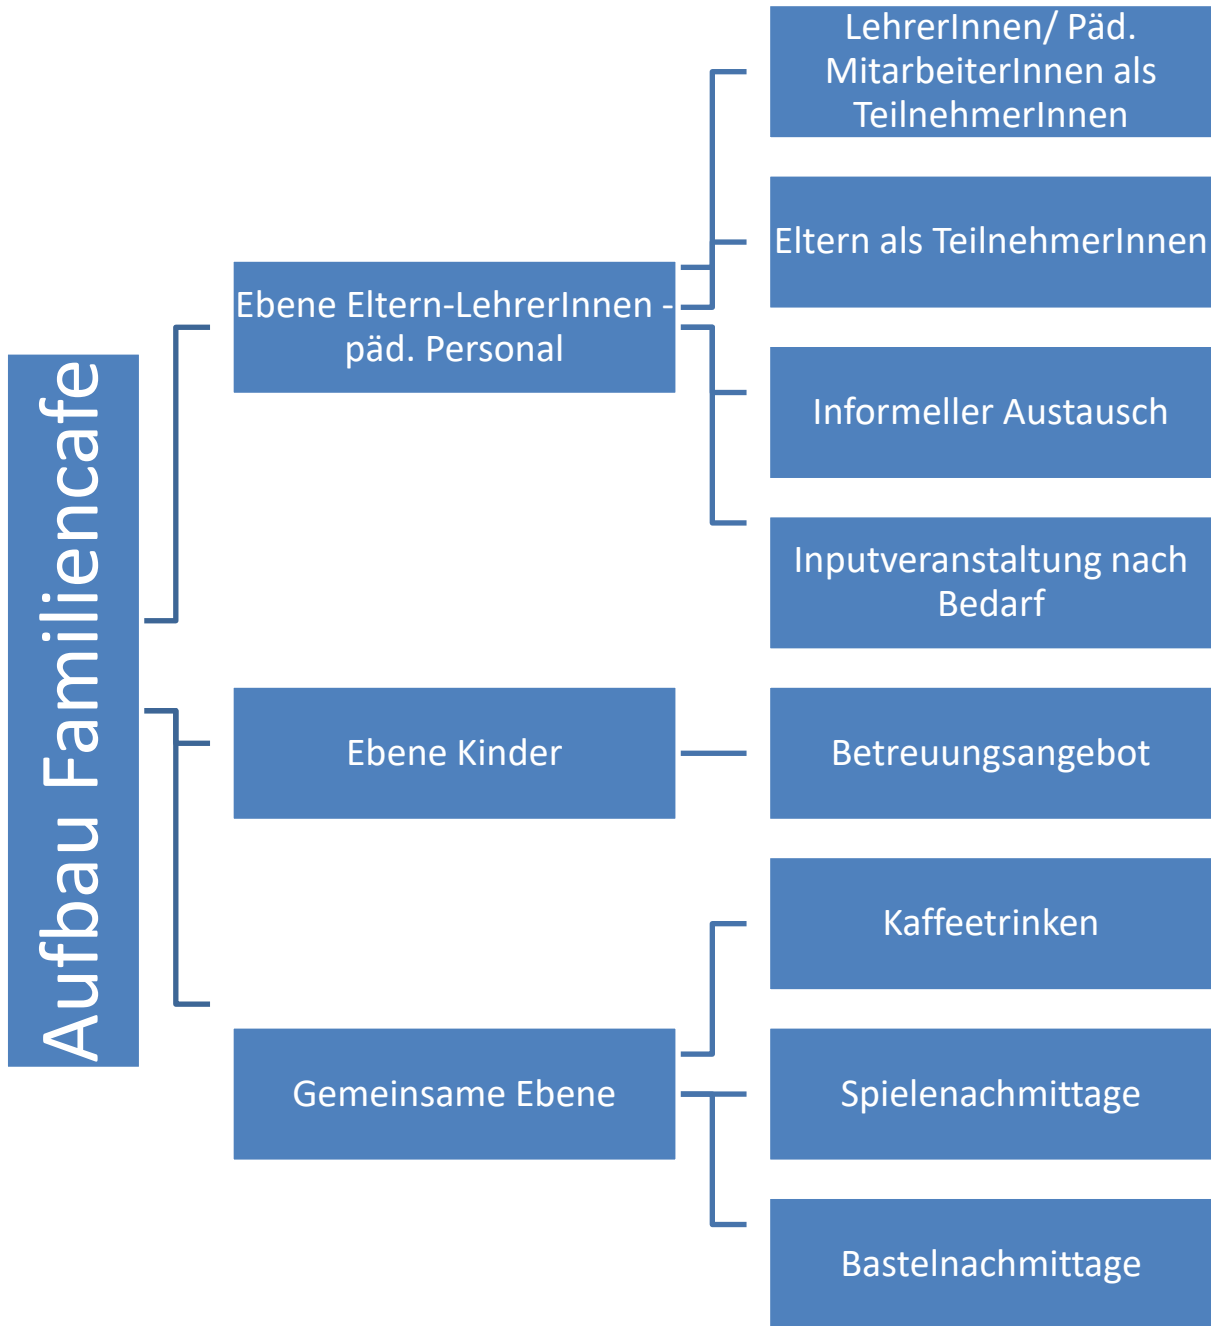 Aufbau Familiencafe
Ebene Eltern-LehrerInnen -
päd. Personal
LehrerInnen/ Päd.
MitarbeiterInnen als
TeilnehmerInnen
Eltern als TeilnehmerInnen
Informeller Austausch
Inputveranstaltung nach
Bedarf
Ebene Kinder
Betreuungsangebot
Gemeinsame Ebene
Kaffeetrinken
Spielenachmittage
Bastelnachmittage